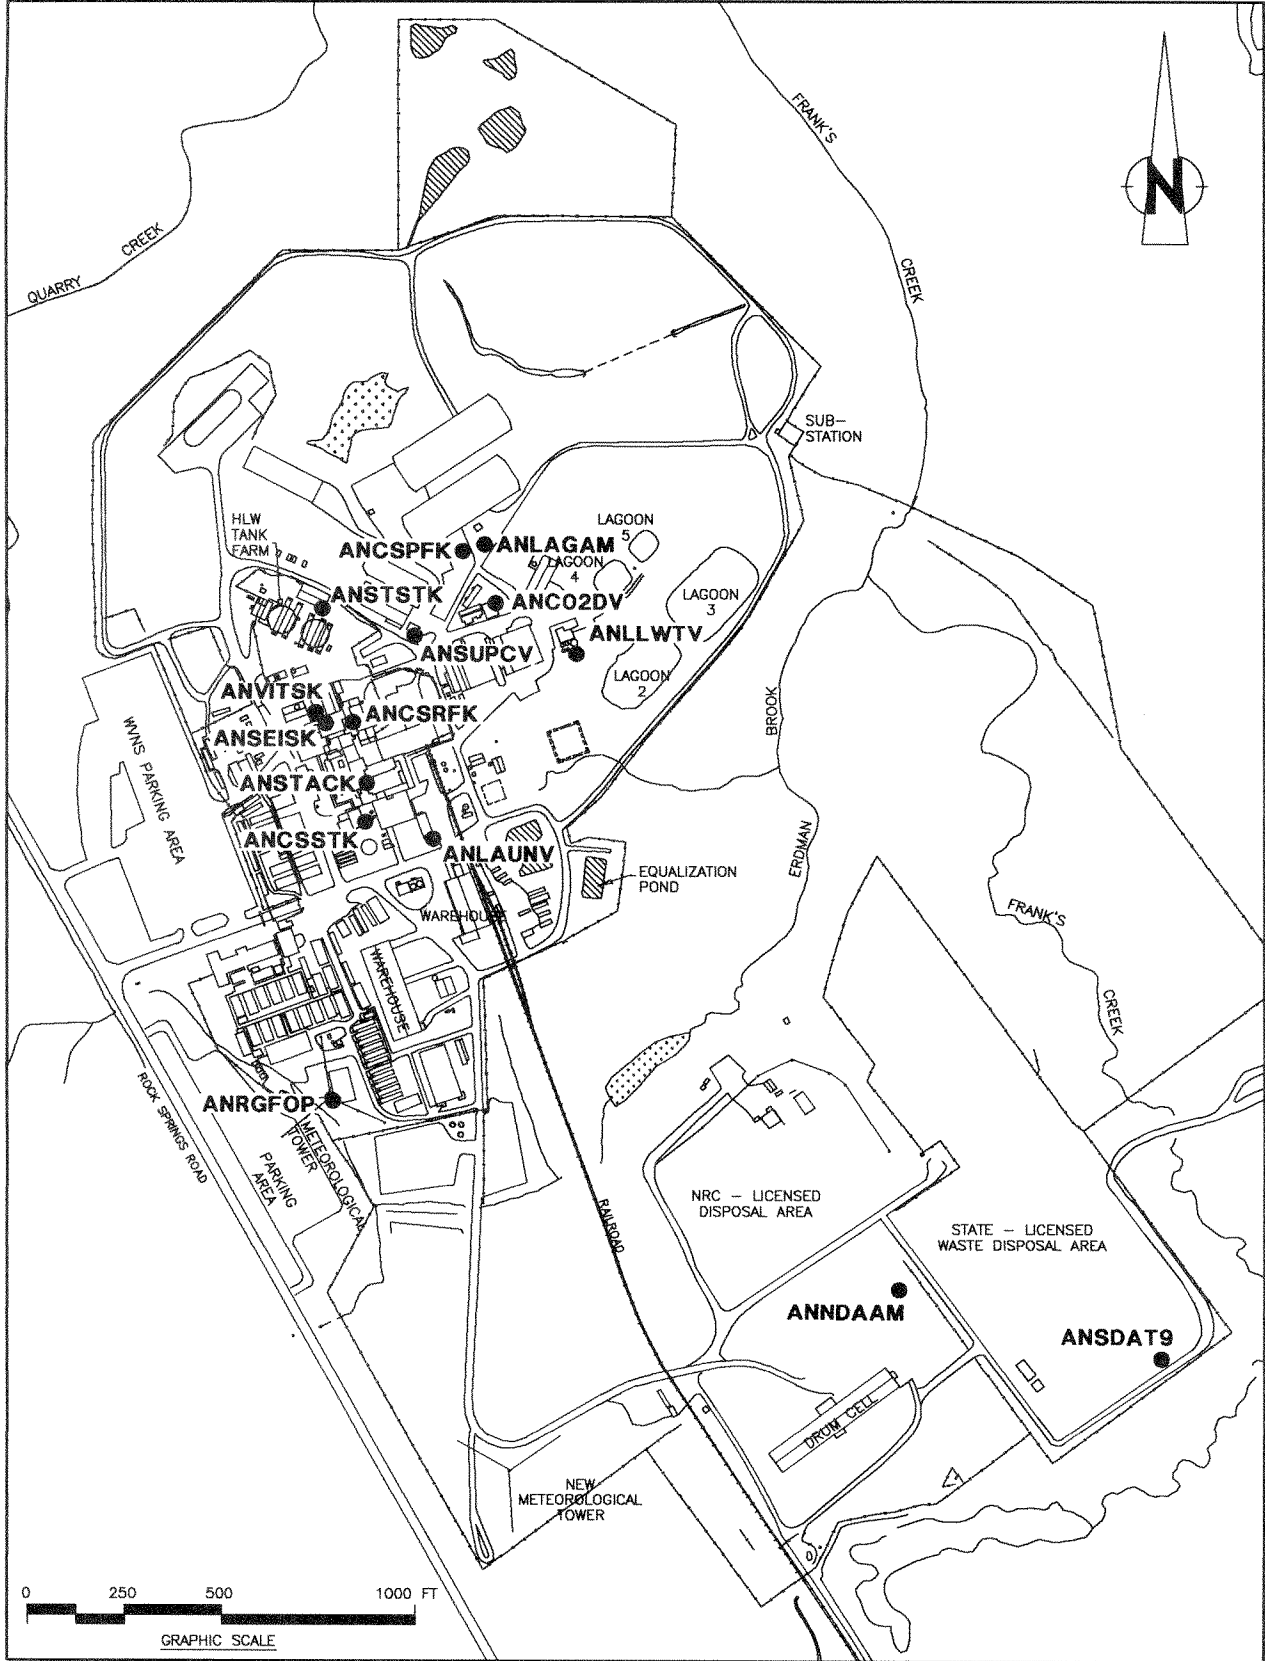 FRANK'S
CREEK
N
QUARRY
CREEK
SUB-
STATION
HLW
TANK
FARM
LAGOON
5
ANCSPFK
ANLAGAM
LAGOON
4
ANSTSTK
ANCO2DV
LAGOON
3
ANLLWTV
ANSUPCV
LAGOON
2
ANVITSK
ANCSRFK
ANSEISK
BROOK
WVNS PARKING AREA
ANSTACK
ANCSSTK
ANLAUNV
ERDMAN
EQUALIZATION
POND
WAREHOUSE
FRANK'S
CREEK
WAREHOUSE
ROCK SPRINGS ROAD
ANRGFOP
METEOROLOGICAL
TOWER
PARKING
AREA
RAILROAD
NRC - LICENSED
DISPOSAL AREA
STATE - LICENSED
WASTE DISPOSAL AREA
ANNDAAM
ANSDAT9
DRUM CELL
NEW
METEOROLOGICAL
TOWER
0 250 500 1000 FT
GRAPHIC SCALE